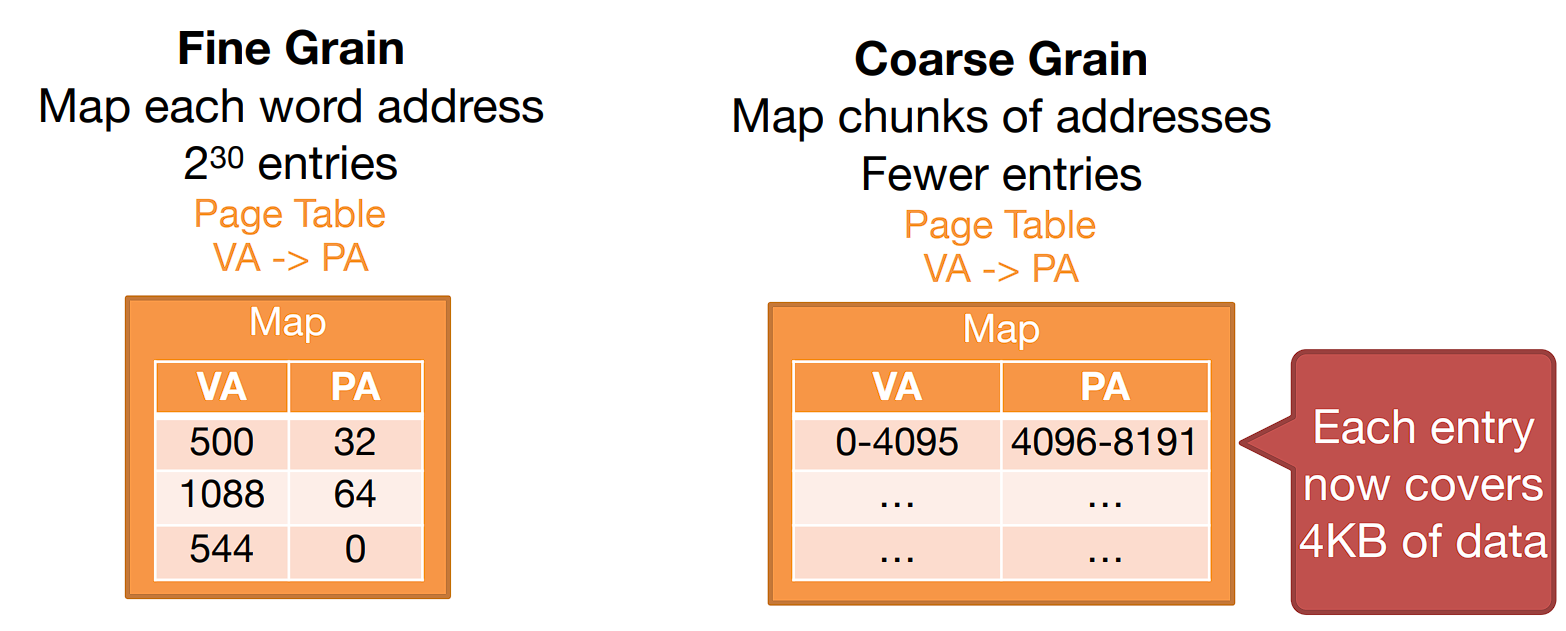 Fine Grain
Map each word address
2³⁰ entries
Page Table
VA -> PA
Map
VA PA
500 32
1088 64
544 0
Coarse Grain
Map chunks of addresses
Fewer entries
Page Table
VA -> PA
Map
VA PA
0-4095 4096-8191
... ...
... ...
Each entry
now covers
4KB of data